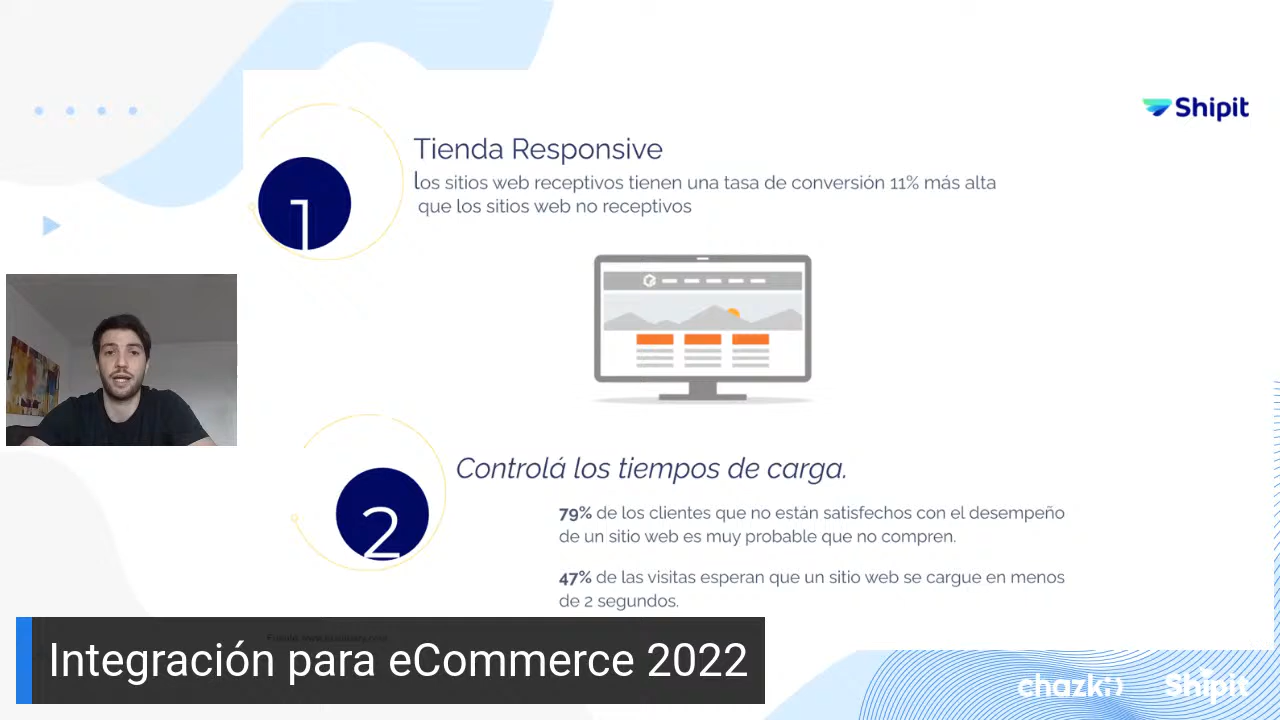 Shipit
1
Tienda Responsive
los sitios web receptivos tienen una tasa de conversión 11% más alta
que los sitios web no receptivos
2
Controlá los tiempos de carga.
79% de los clientes que no están satisfechos con el desempeño
de un sitio web es muy probable que no compren.
47% de las visitas esperan que un sitio web se cargue en menos
de 2 segundos.
Integración para eCommerce 2022
chazki Shipit